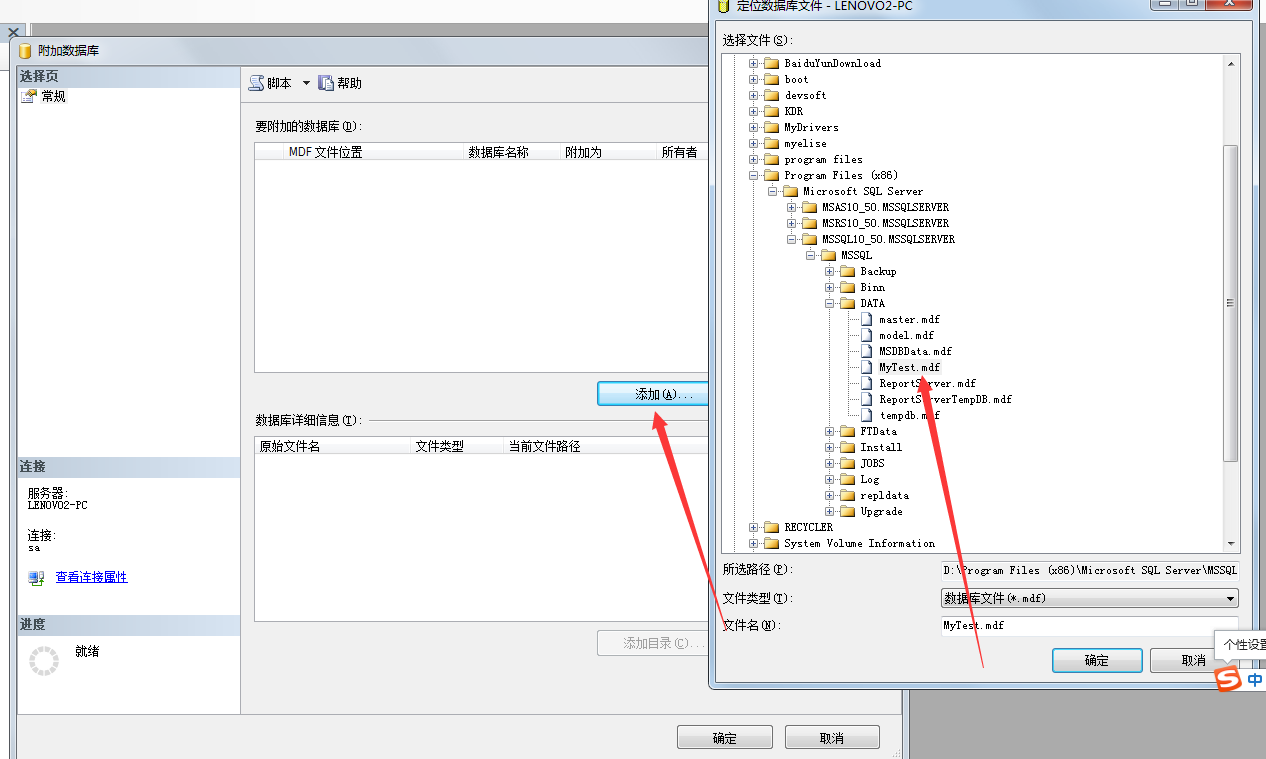 附加数据库
选择页
常规
脚本
帮助
要附加的数据库(D):
MDF 文件位置
数据库名称
附加为
所有者
添加(A)...
数据库详细信息(T):
原始文件名
文件类型
当前文件路径
添加目录(C)...
连接
服务器:
LENOVO2-PC
连接:
sa
查看连接属性
进度
就绪
确定
取消
定位数据库文件 - LENOVO2-PC
选择文件(S):
BaiduYunDownload
boot
devsoft
KDR
MyDrivers
myelise
program files
Program Files (x86)
Microsoft SQL Server
MSAS10_50.MSSQLSERVER
MSRS10_50.MSSQLSERVER
MSSQL10_50.MSSQLSERVER
MSSQL
Backup
Binn
DATA
master.mdf
model.mdf
MSDBData.mdf
MyTest.mdf
ReportServer.mdf
ReportServerTempDB.mdf
tempdb.mdf
FTData
Install
JOBS
Log
repldata
Upgrade
RECYCLER
System Volume Information
所选路径(P):
D:\Program Files (x86)\Microsoft SQL Server\MSSQL
文件类型(T):
数据库文件(*.mdf)
文件名(N):
MyTest.mdf
确定
取消
个性设置
S 中